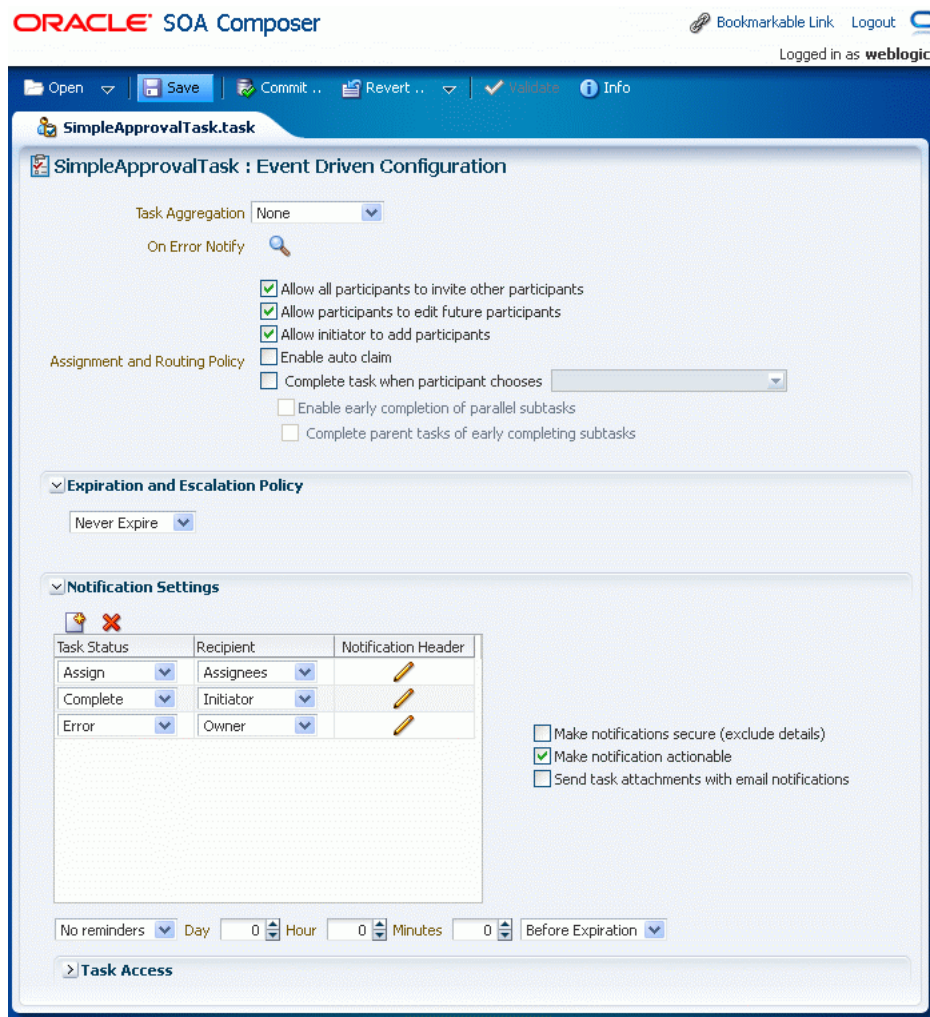 ORACLE SOA Composer
Bookmarkable Link Logout
Logged in as weblogic
Open Save Commit .. Revert .. Validate Info
SimpleApprovalTask.task
SimpleApprovalTask : Event Driven Configuration
Task Aggregation None
On Error Notify
Allow all participants to invite other participants
Allow participants to edit future participants
Allow initiator to add participants
Assignment and Routing Policy Enable auto claim
Complete task when participant chooses
Enable early completion of parallel subtasks
Complete parent tasks of early completing subtasks
Expiration and Escalation Policy
Never Expire
Notification Settings
Task Status Recipient Notification Header
Assign Assignees
Complete Initiator
Error Owner
Make notifications secure (exclude details)
Make notification actionable
Send task attachments with email notifications
No reminders Day 0 Hour 0 Minutes 0 Before Expiration
Task Access